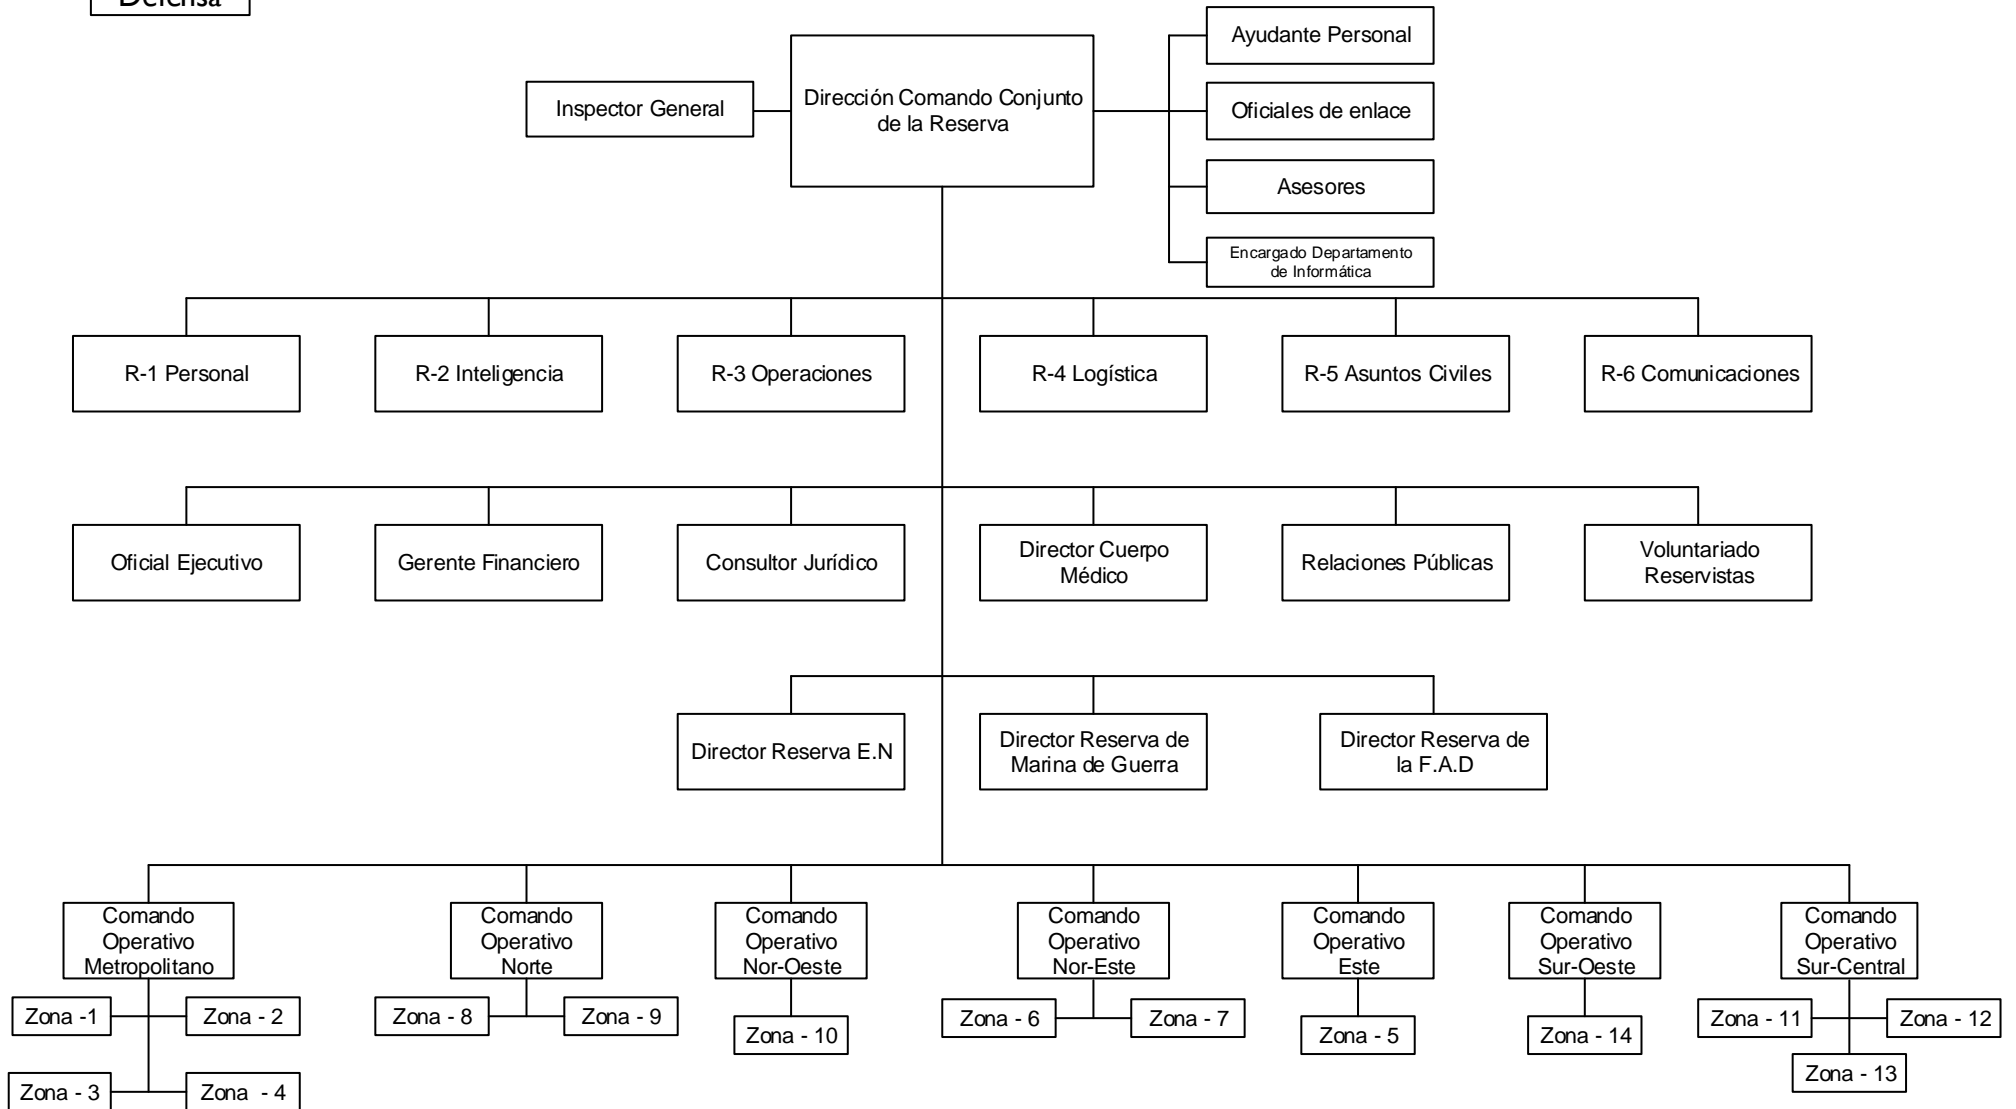 Defensa
Ayudante Personal
Inspector General
Dirección Comando Conjunto
de la Reserva
Oficiales de enlace
Asesores
Encargado Departamento
de Informática
R-1 Personal
R-2 Inteligencia
R-3 Operaciones
R-4 Logística
R-5 Asuntos Civiles
R-6 Comunicaciones
Oficial Ejecutivo
Gerente Financiero
Consultor Jurídico
Director Cuerpo
Médico
Relaciones Públicas
Voluntariado
Reservistas
Director Reserva E.N
Director Reserva de
Marina de Guerra
Director Reserva de
la F.A.D
Comando
Operativo
Metropolitano
Comando
Operativo
Norte
Comando
Operativo
Nor-Oeste
Comando
Operativo
Nor-Este
Comando
Operativo
Este
Comando
Operativo
Sur-Oeste
Comando
Operativo
Sur-Central
Zona -1
Zona - 2
Zona - 8
Zona - 9
Zona - 10
Zona - 6
Zona - 7
Zona - 5
Zona - 14
Zona - 11
Zona - 12
Zona - 13
Zona - 3
Zona - 4